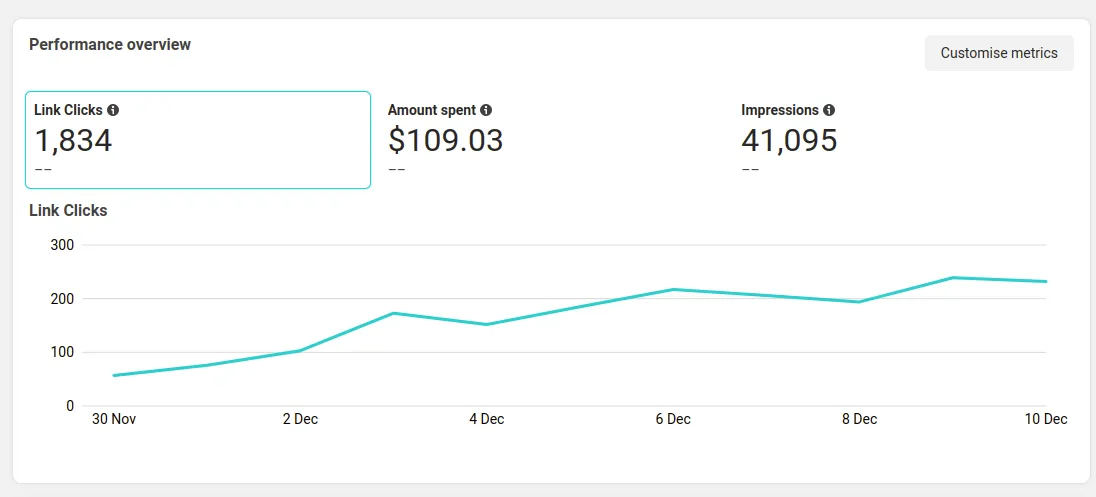 Performance overview
Customise metrics
Link Clicks
1,834
--
Amount spent
$109.03
--
Impressions
41,095
--
Link Clicks
300
200
100
0
30 Nov
2 Dec
4 Dec
6 Dec
8 Dec
10 Dec